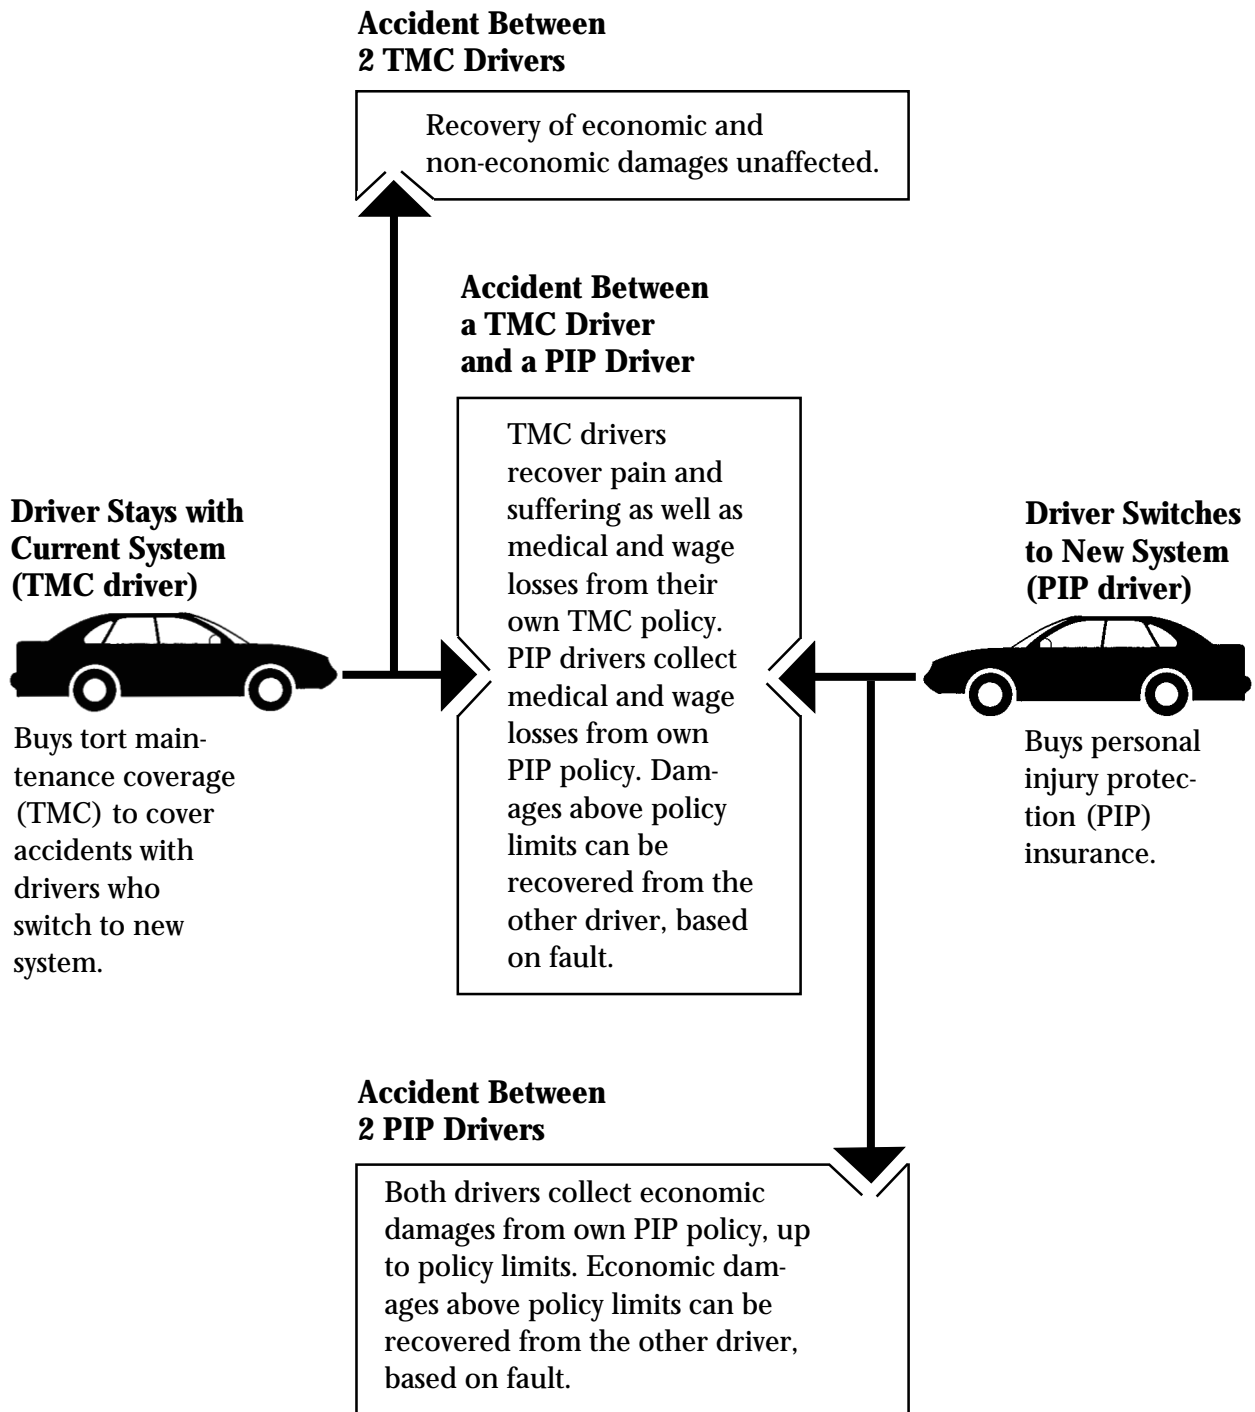 Accident Between
2 TMC Drivers
Recovery of economic and
non-economic damages unaffected.
Accident Between
a TMC Driver
and a PIP Driver
TMC drivers
recover pain and
suffering as well as
medical and wage
losses from their
own TMC policy.
PIP drivers collect
medical and wage
losses from own
PIP policy. Dam-
ages above policy
limits can be
recovered from the
other driver, based
on fault.
Driver Stays with
Current System
(TMC driver)
Buys tort main-
tenance coverage
(TMC) to cover
accidents with
drivers who
switch to new
system.
Driver Switches
to New System
(PIP driver)
Buys personal
injury protec-
tion (PIP)
insurance.
Accident Between
2 PIP Drivers
Both drivers collect economic
damages from own PIP policy, up
to policy limits. Economic dam-
ages above policy limits can be
recovered from the other driver,
based on fault.